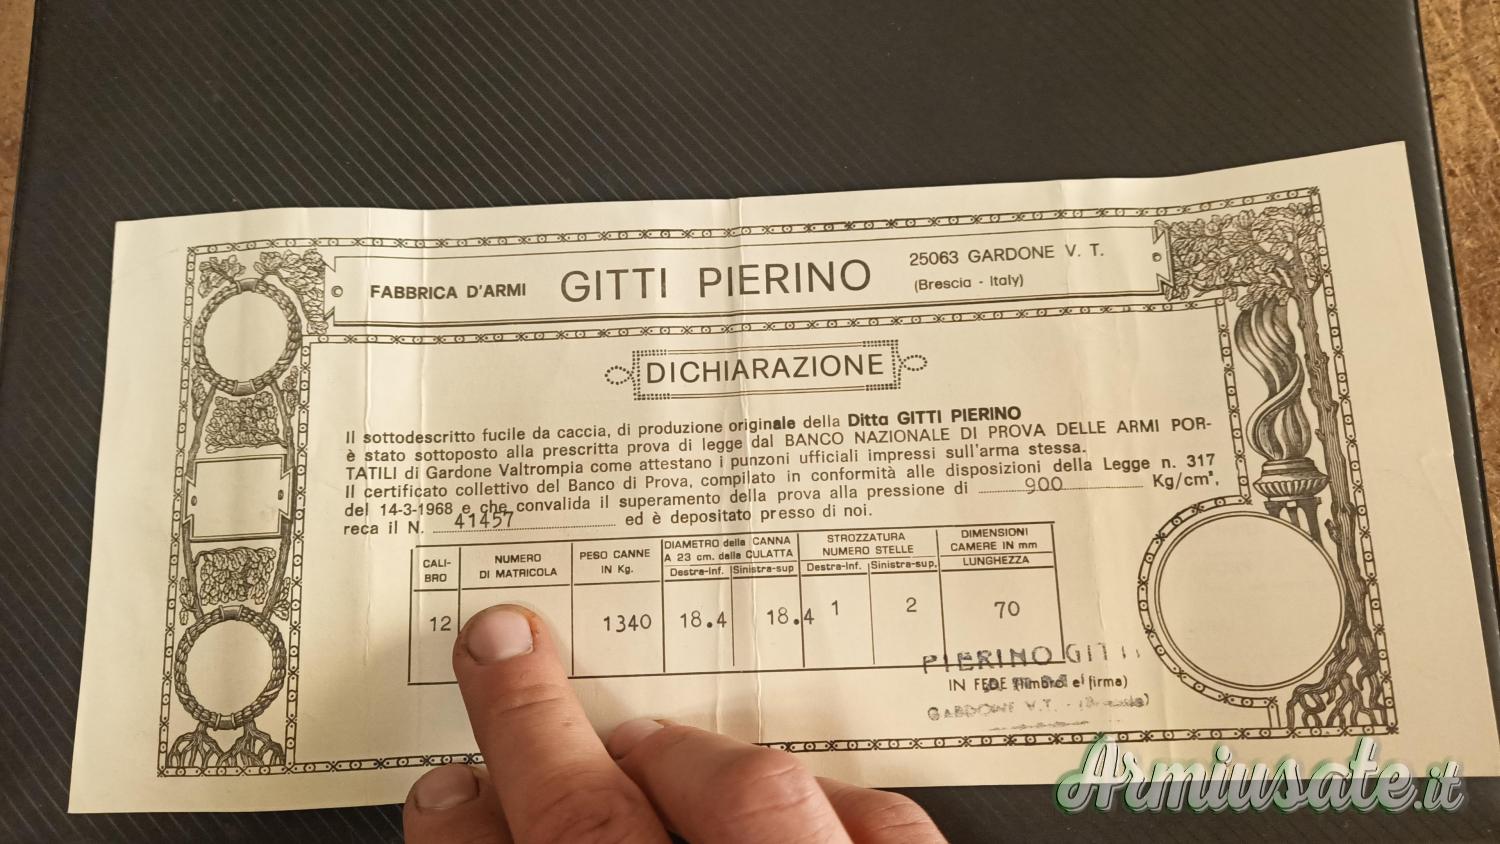 FABBRICA D'ARMI GITTI PIERINO 25063 GARDONE V. T.
(Brescia - Italy)
DICHIARAZIONE
Il sottodescritto fucile da caccia, di produzione originale della Ditta GITTI PIERINO
è stato sottoposto alla prescritta prova di legge dal BANCO NAZIONALE DI PROVA DELLE ARMI POR-
TATILI di Gardone Valtrompia come attestano i punzoni ufficiali impressi sull'arma stessa.
Il certificato collettivo del Banco di Prova, compilato in conformità alle disposizioni della Legge n. 317
del 14-3-1968 e che convalida il superamento della prova alla pressione di 900 Kg/cm²,
reca il N. 41457 ed è depositato presso di noi.
CALI-
BRO
NUMERO
DI MATRICOLA
PESO CANNE
IN Kg.
DIAMETRO della CANNA
A 23 cm. dalla CULATTA
Destra-Inf. Sinistra-sup
STROZZATURA
NUMERO STELLE
Destra-Inf. Sinistra-sup.
DIMENSIONI
CAMERE IN mm
LUNGHEZZA
12 1340 18.4 18.4 1 2 70
PIERINO GITTI
IN FEDE (timbro e firma)
GARDONE V.T. - (Brescia)
Armiusate.it